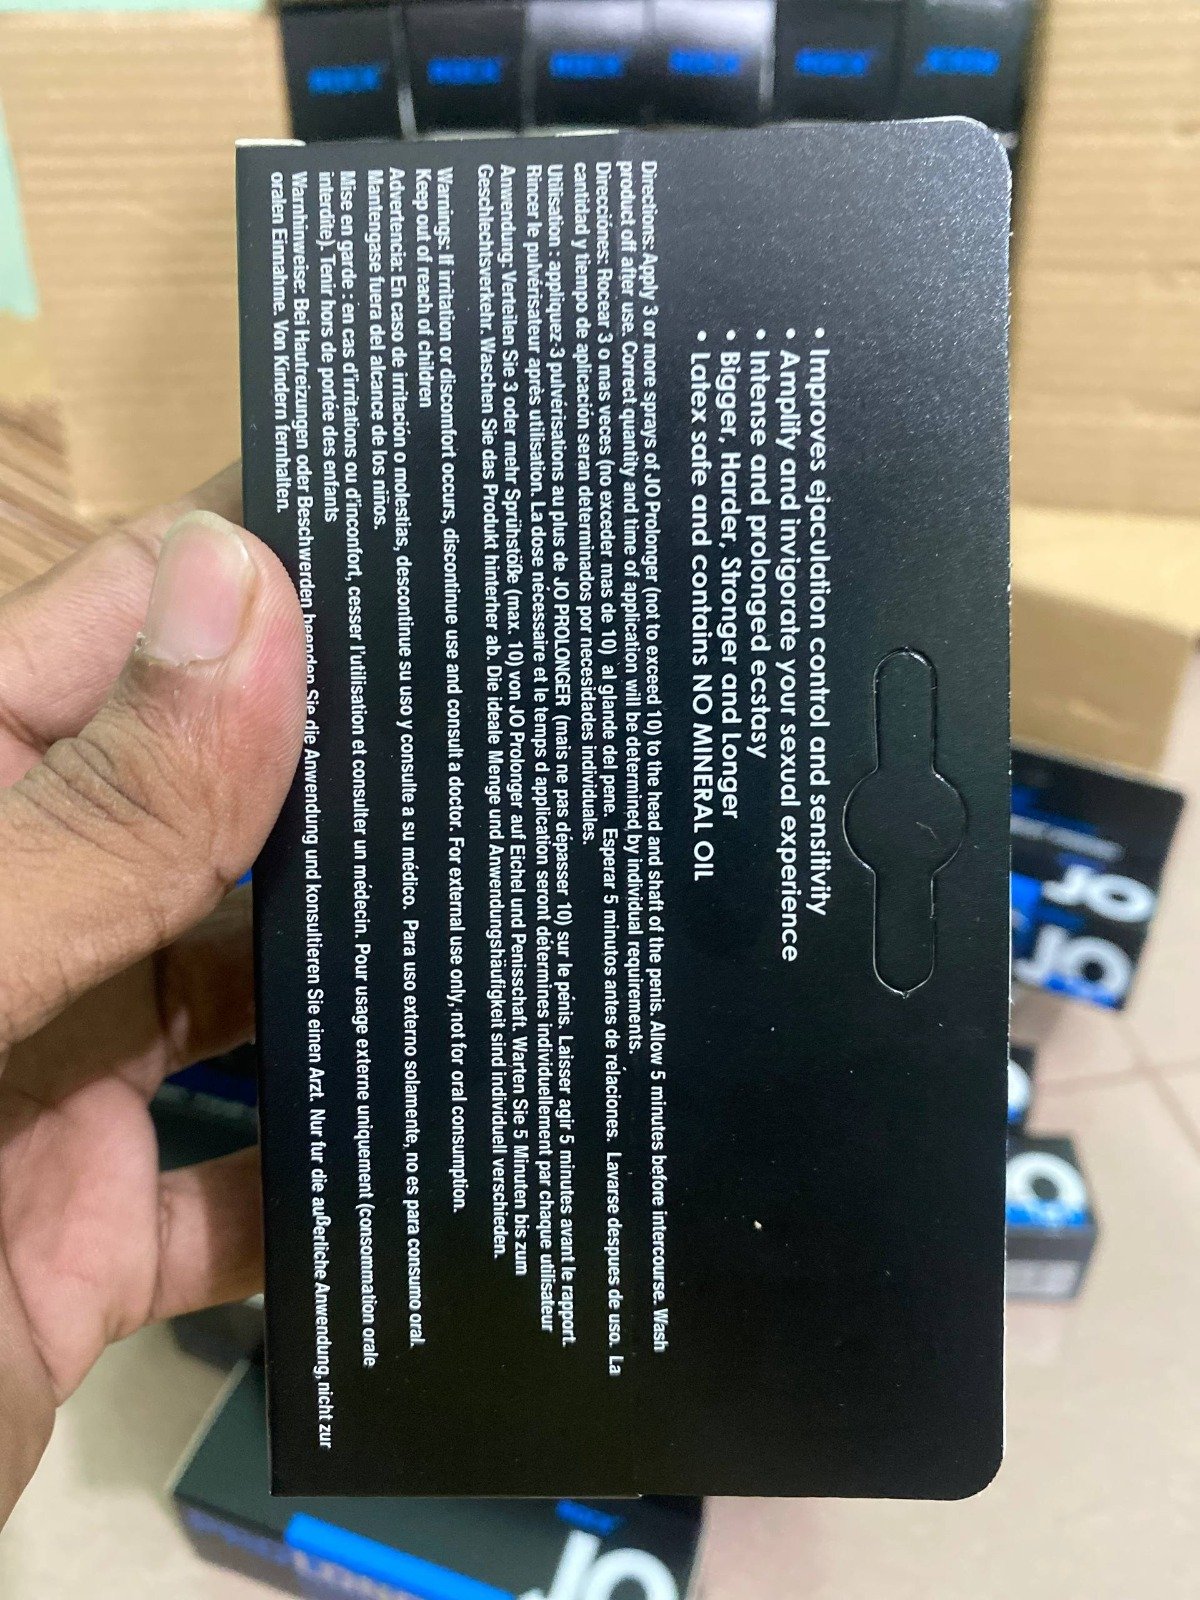 • Improves ejaculation control and sensitivity
• Amplify and invigorate your sexual experience
• Intense and prolonged ecstasy
• Bigger, Harder, Stronger and Longer
• Latex safe and contains NO MINERAL OIL
Directions: Apply 3 or more sprays of JO Prolonger (not to exceed 10) to the head and shaft of the penis. Allow 5 minutes before intercourse. Wash
product off after use. Correct quantity and time of application will be determined by individual requirements.
Direcciónes: Rocear 3 o mas veces (no exceder mas de 10) al glande del pene. Esperar 5 minutos antes de relaciones. Lavarse despues de uso. La
cantidad y tiempo de aplicación seran determinados por necesidades individuales.
Utilisation : appliquez 3 pulvérisations au plus de JO PROLONGER (mais ne pas dépasser 10) sur le pénis. Laisser agir 5 minutes avant le rapport.
Rincer le pulvérisateur aprés utilisation. La dose nécessaire et le temps d application seront détermines individuellement par chaque utilisateur
Anwendung: Verteilen Sie 3 oder mehr Sprühstöße (max. 10) von JO Prolonger auf Eichel und Penisschaft. Warten Sie 5 Minuten bis zum
Geschlechtsverkehr. Waschen Sie das Produkt hinterher ab. Die ideale Menge und Anwendungshäufigkeit sind individuell verschieden.
Warnings: If irritation or discomfort occurs, discontinue use and consult a doctor. For external use only, not for oral consumption.
Keep out of reach of children
Advertencia: En caso de irritación o molestias, descontinue su uso y consulte a su médico. Para uso externo solamente, no es para consumo oral.
Mantengase fuera del alcance de los niños.
Mise en garde : en cas d'irritations ou d'inconfort, cesser l'utilisation et consulter un médecin. Pour usage externe uniquement (consommation orale
interdite). Tenir hors de portée des enfants
Warnhinweise: Bei Hautreizungen oder Beschwerden beenden Sie die Anwendung und konsultieren Sie einen Arzt. Nur fur die außerliche Anwendung, nicht zur
oralen Einnahme. Von Kindern fernhalten.
JO
JO
JO